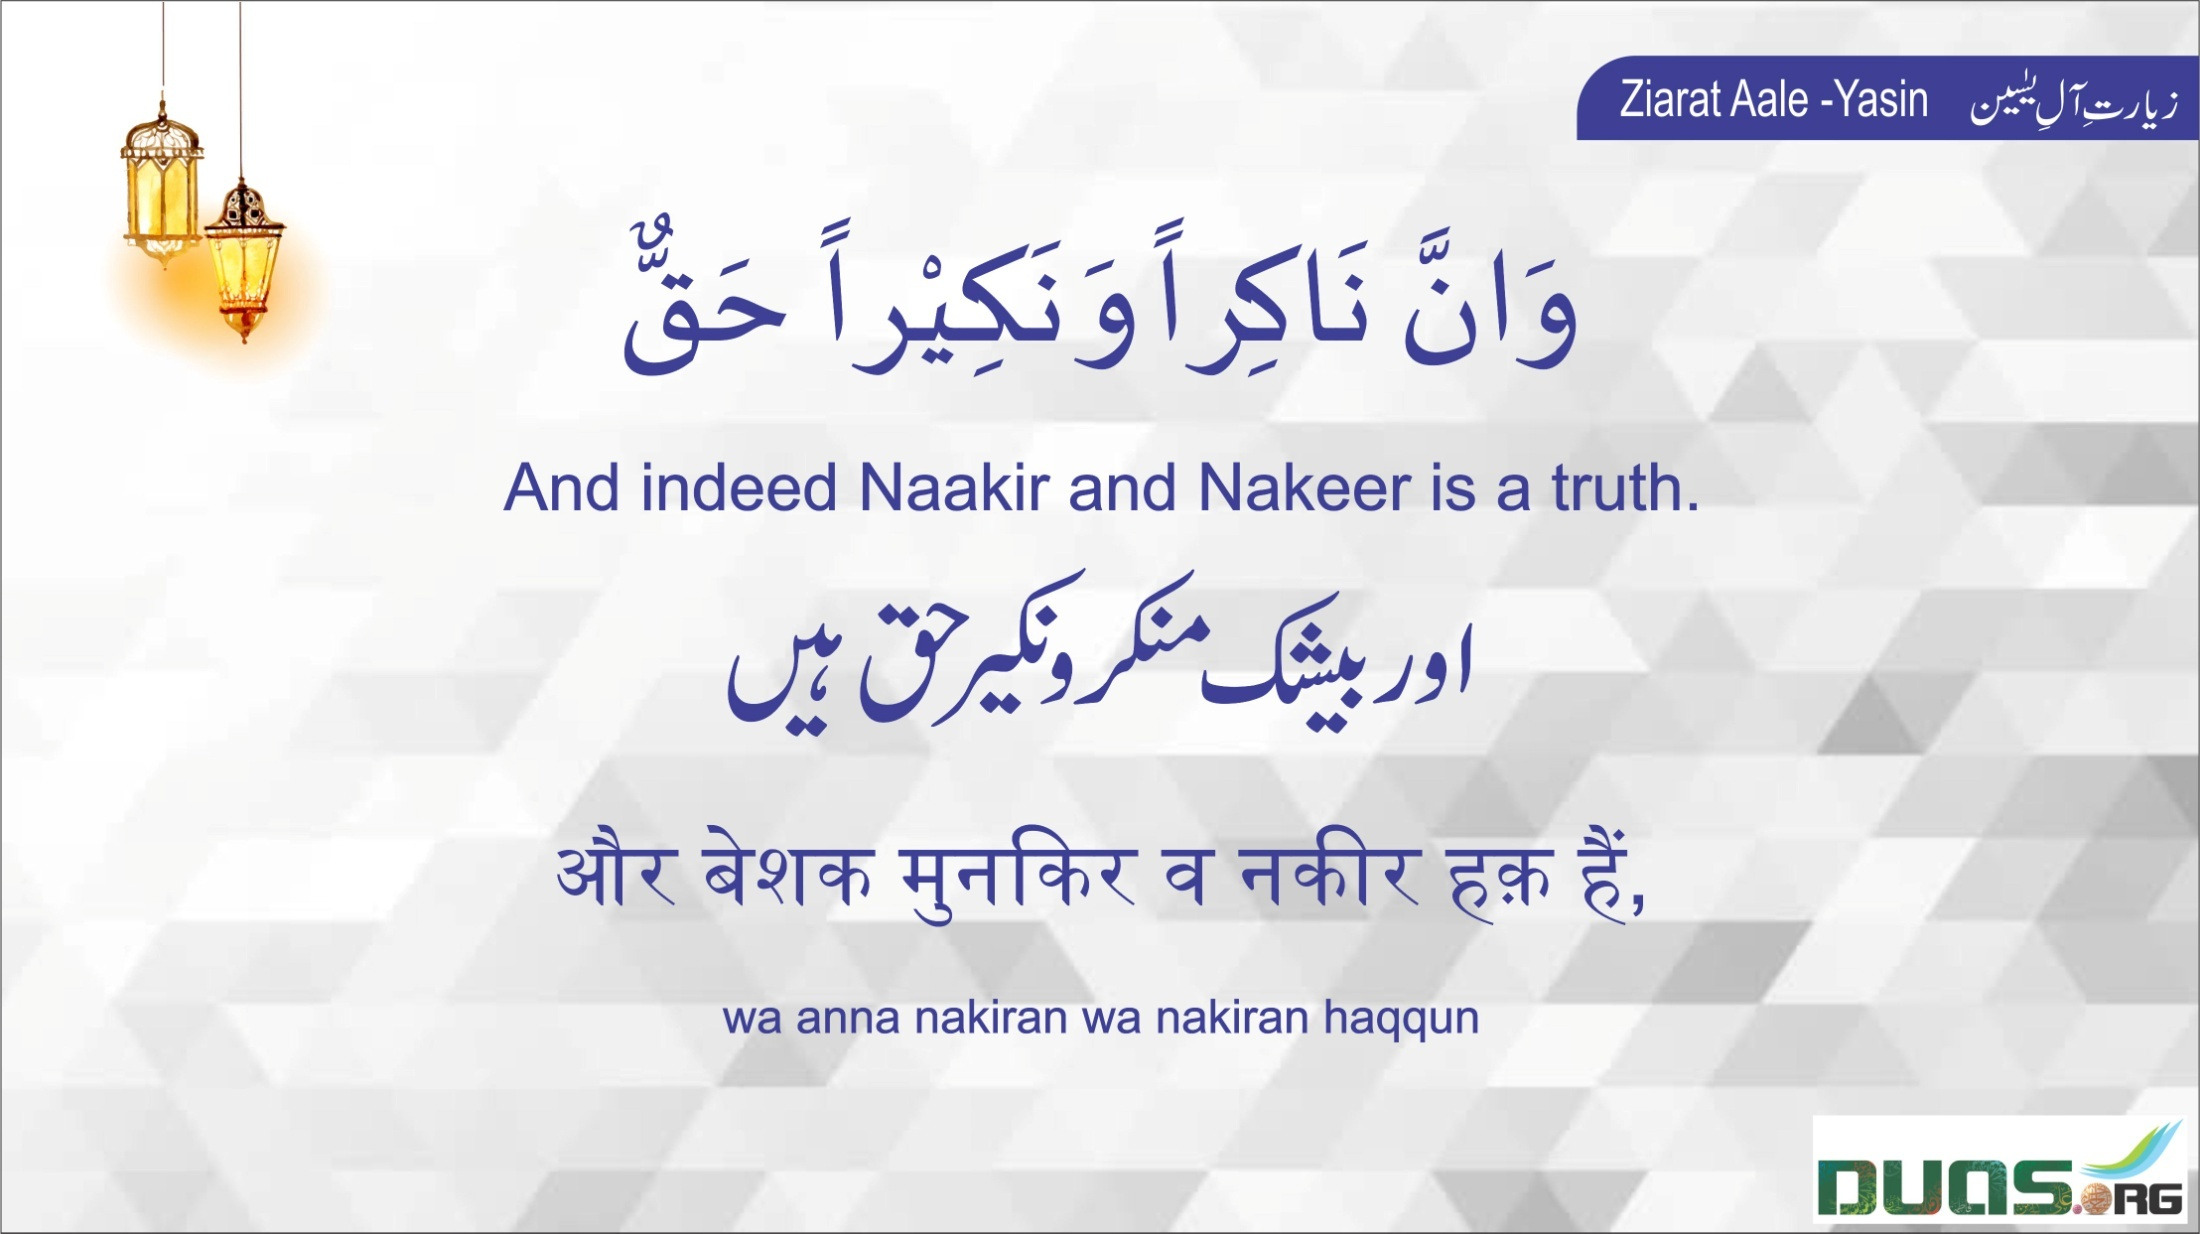 Ziarat Aale -Yasin زیارتِ آلِ یٰسین
وَانَّ نَاكِراً وَنَكِيْراً حَقٌّ
And indeed Naakir and Nakeer is a truth.
اور بیشک منکر و نکیر حق ہیں
और बेशक मुनकिर व नकीर हक़ हैं,
wa anna nakiran wa nakiran haqqun
DUAS.ORG